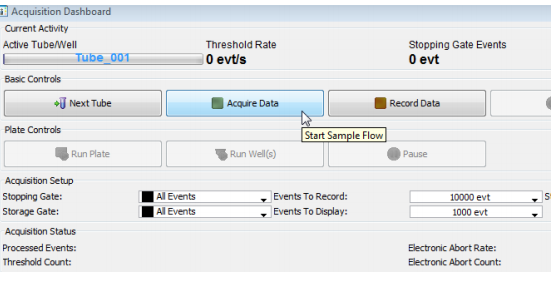 Acquisition Dashboard
Current Activity
Active Tube/Well Threshold Rate Stopping Gate Events
Tube_001 0 evt/s 0 evt
Basic Controls
Next Tube Acquire Data Record Data
Start Sample Flow
Plate Controls
Run Plate Run Well(s) Pause
Acquisition Setup
Stopping Gate: All Events Events To Record: 10000 evt
Storage Gate: All Events Events To Display: 1000 evt
Acquisition Status
Processed Events: Electronic Abort Rate:
Threshold Count: Electronic Abort Count: